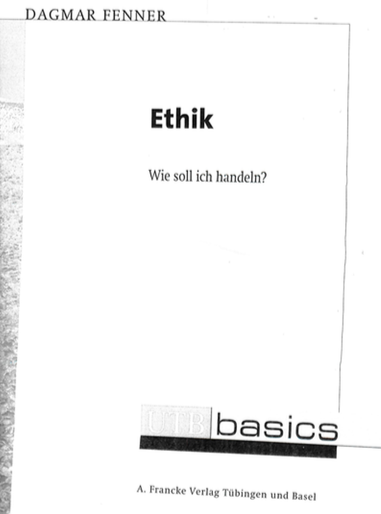 DAGMAR FENNER
Ethik
Wie soll ich handeln?
UTB basics
A. Francke Verlag Tübingen und Basel